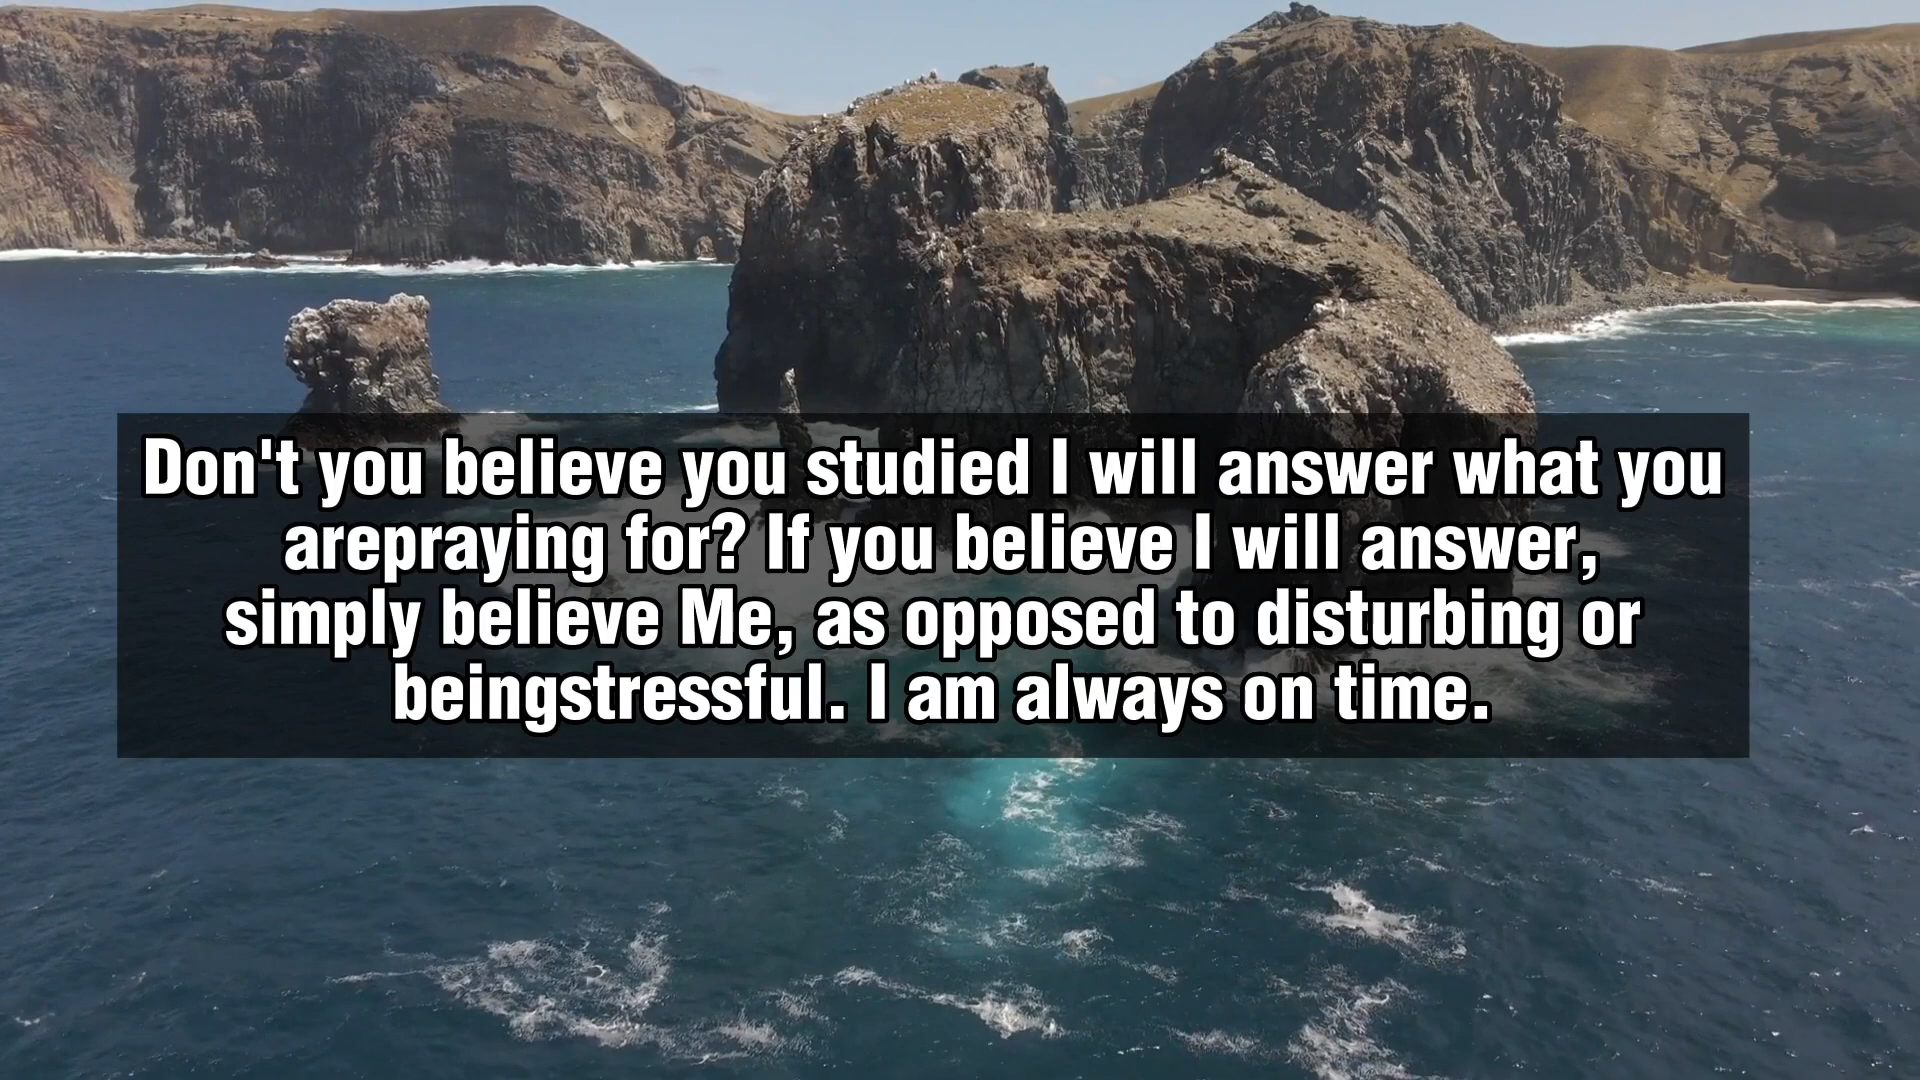 Don't you believe you studied I will answer what you
arepraying for? If you believe I will answer,
simply believe Me, as opposed to disturbing or
beingstressful. I am always on time.